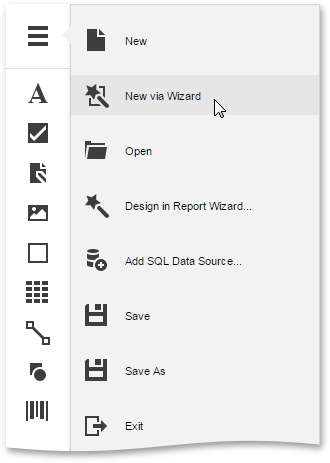 New
New via Wizard
Open
Design in Report Wizard...
Add SQL Data Source...
Save
Save As
Exit